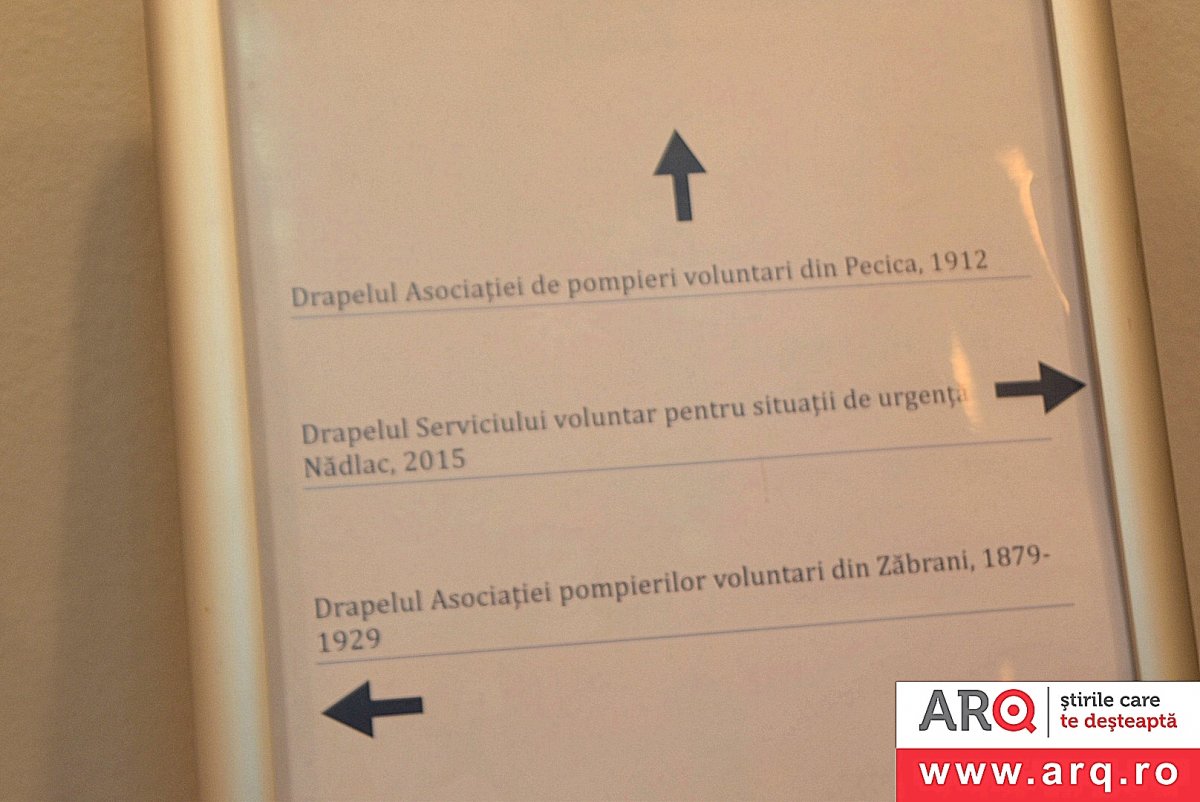 Drapelul Asociației de pompieri voluntari din Pecica, 1912
Drapelul Serviciului voluntar pentru situații de urgență
Nădlac, 2015
Drapelul Asociației pompierilor voluntari din Zăbrani, 1879-
1929
ARQ
știrile care
te deșteaptă
www.arq.ro